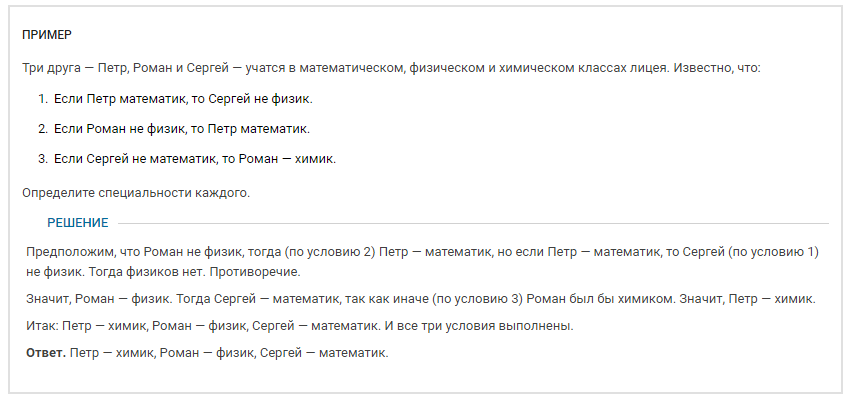 ПРИМЕР
Три друга — Петр, Роман и Сергей — учатся в математическом, физическом и химическом классах лицея. Известно, что:
1. Если Петр математик, то Сергей не физик.
2. Если Роман не физик, то Петр математик.
3. Если Сергей не математик, то Роман — химик.
Определите специальности каждого.
РЕШЕНИЕ
Предположим, что Роман не физик, тогда (по условию 2) Петр — математик, но если Петр — математик, то Сергей (по условию 1)
не физик. Тогда физиков нет. Противоречие.
Значит, Роман — физик. Тогда Сергей — математик, так как иначе (по условию 3) Роман был бы химиком. Значит, Петр — химик.
Итак: Петр — химик, Роман — физик, Сергей — математик. И все три условия выполнены.
Ответ. Петр — химик, Роман — физик, Сергей — математик.